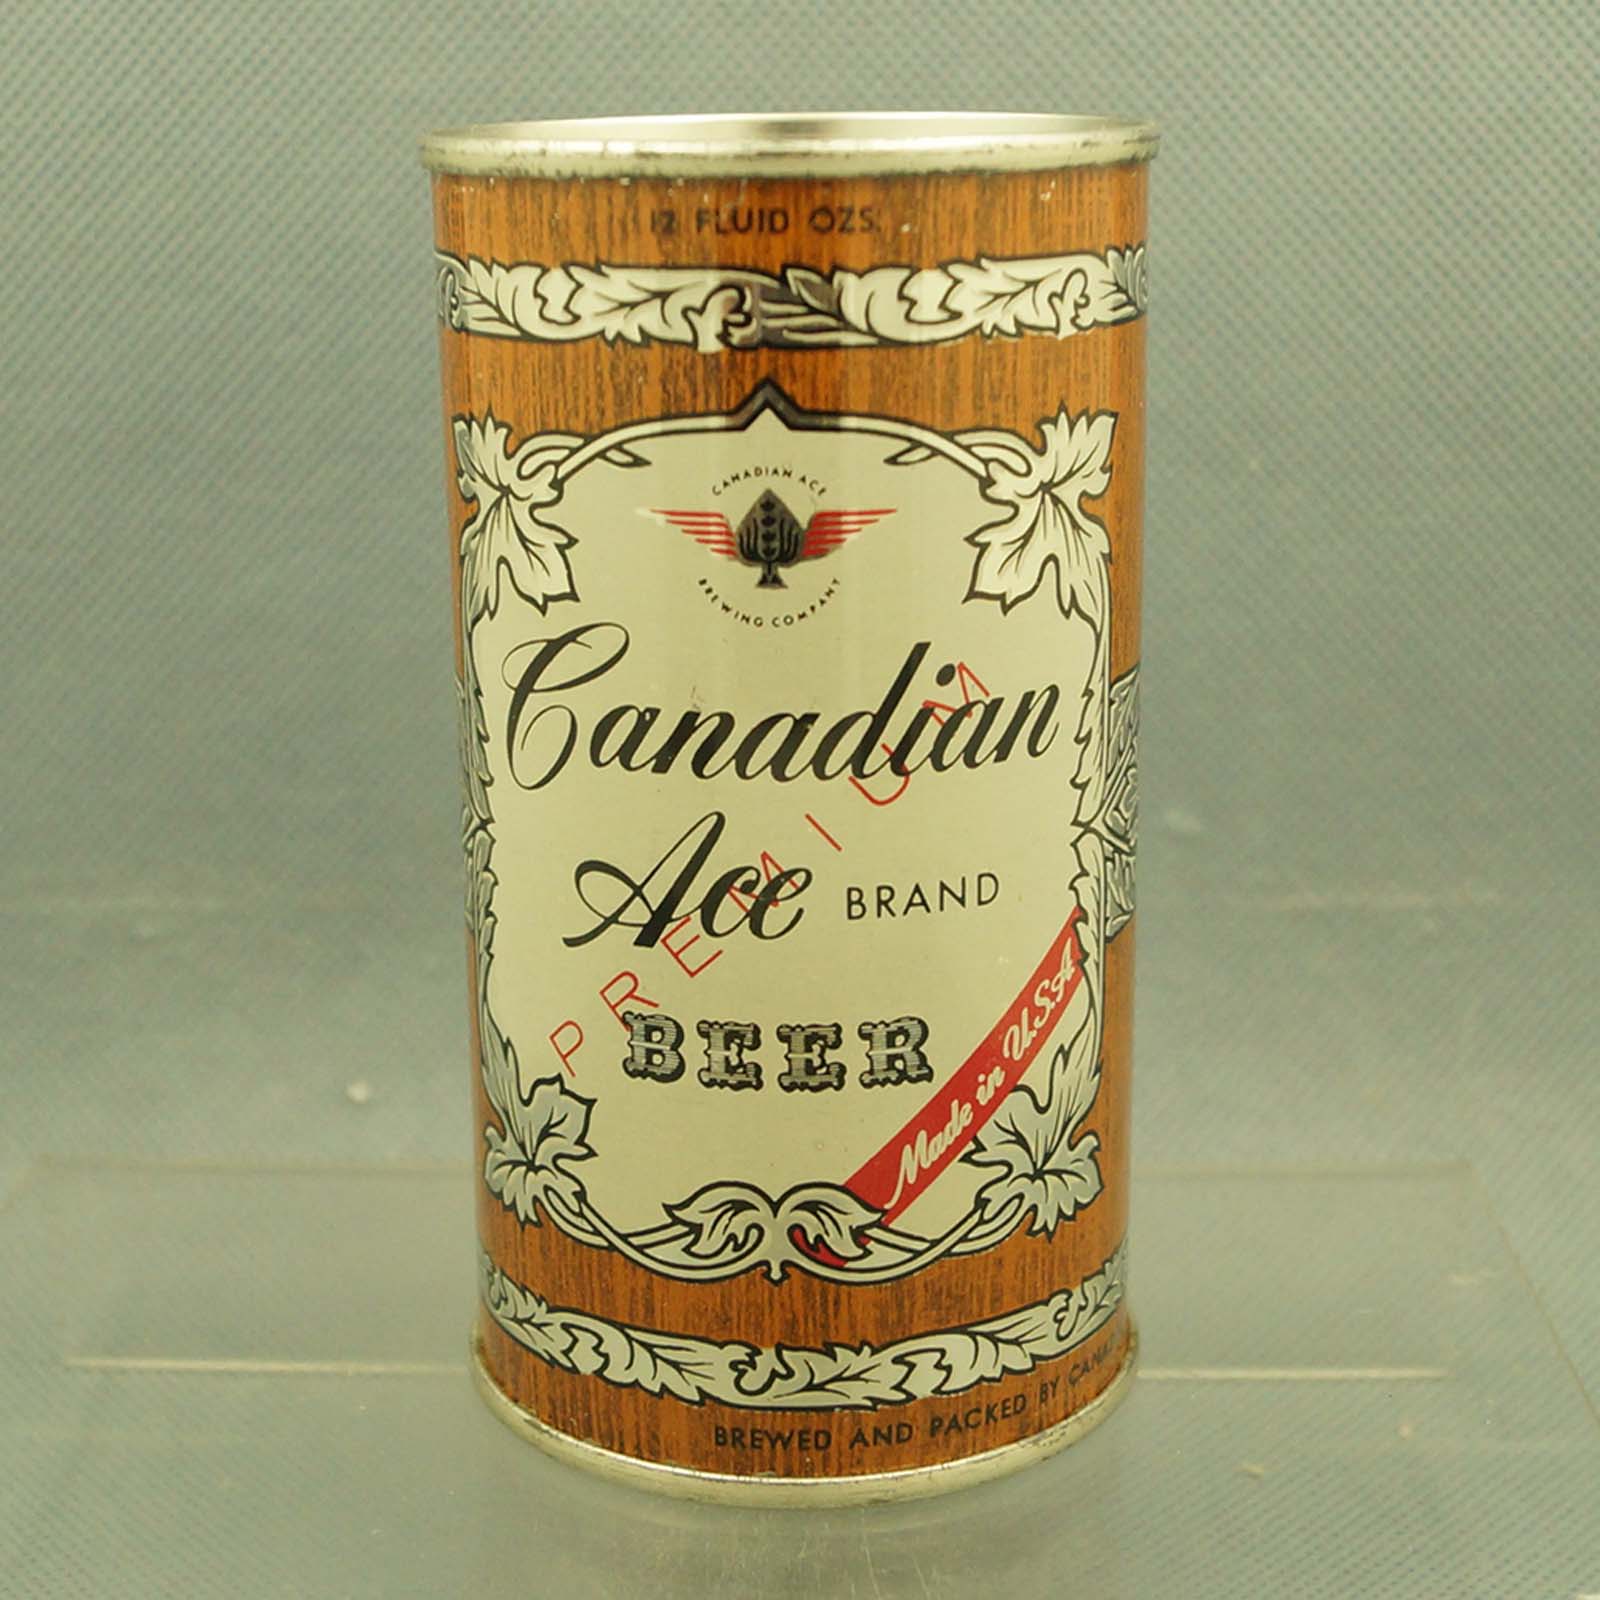 12 FLUID OZS.
CANADIAN ACE
BREWING COMPANY
Canadian
Ace BRAND
PREMIUM
BEER
Made in U.S.A
BREWED AND PACKED BY